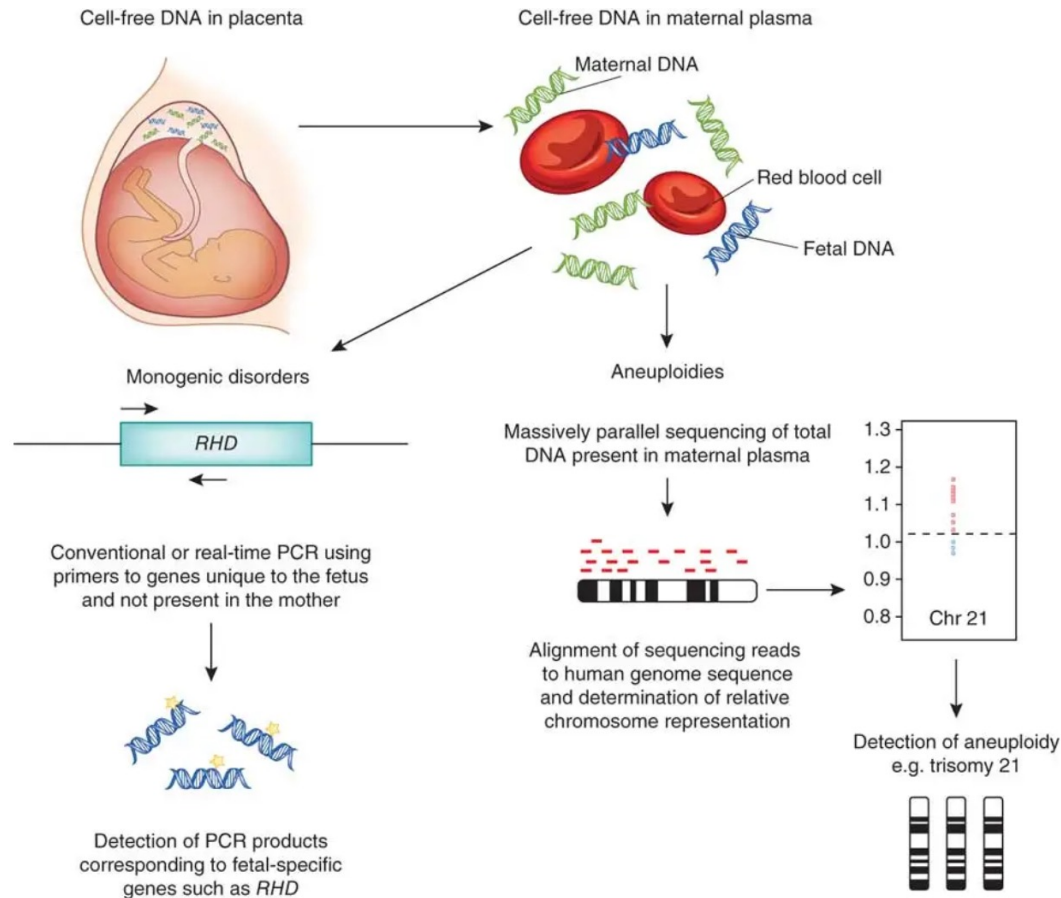 Cell-free DNA in placenta
Cell-free DNA in maternal plasma
Maternal DNA
Red blood cell
Fetal DNA
Monogenic disorders
RHD
Conventional or real-time PCR using
primers to genes unique to the fetus
and not present in the mother
Detection of PCR products
corresponding to fetal-specific
genes such as RHD
Aneuploidies
Massively parallel sequencing of total
DNA present in maternal plasma
Alignment of sequencing reads
to human genome sequence
and determination of relative
chromosome representation
1.3
1.2
1.1
1.0
0.9
0.8
Chr 21
Detection of aneuploidy
e.g. trisomy 21